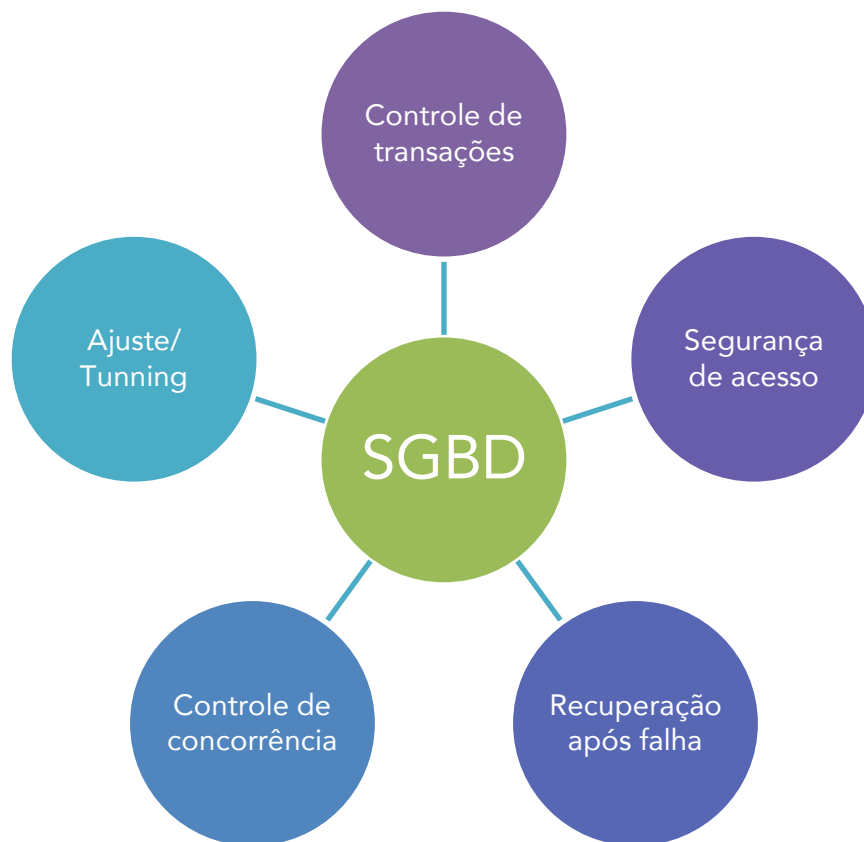 Controle de
transações
Segurança
de acesso
Recuperação
após falha
Controle de
concorrência
Ajuste/
Tunning
SGBD